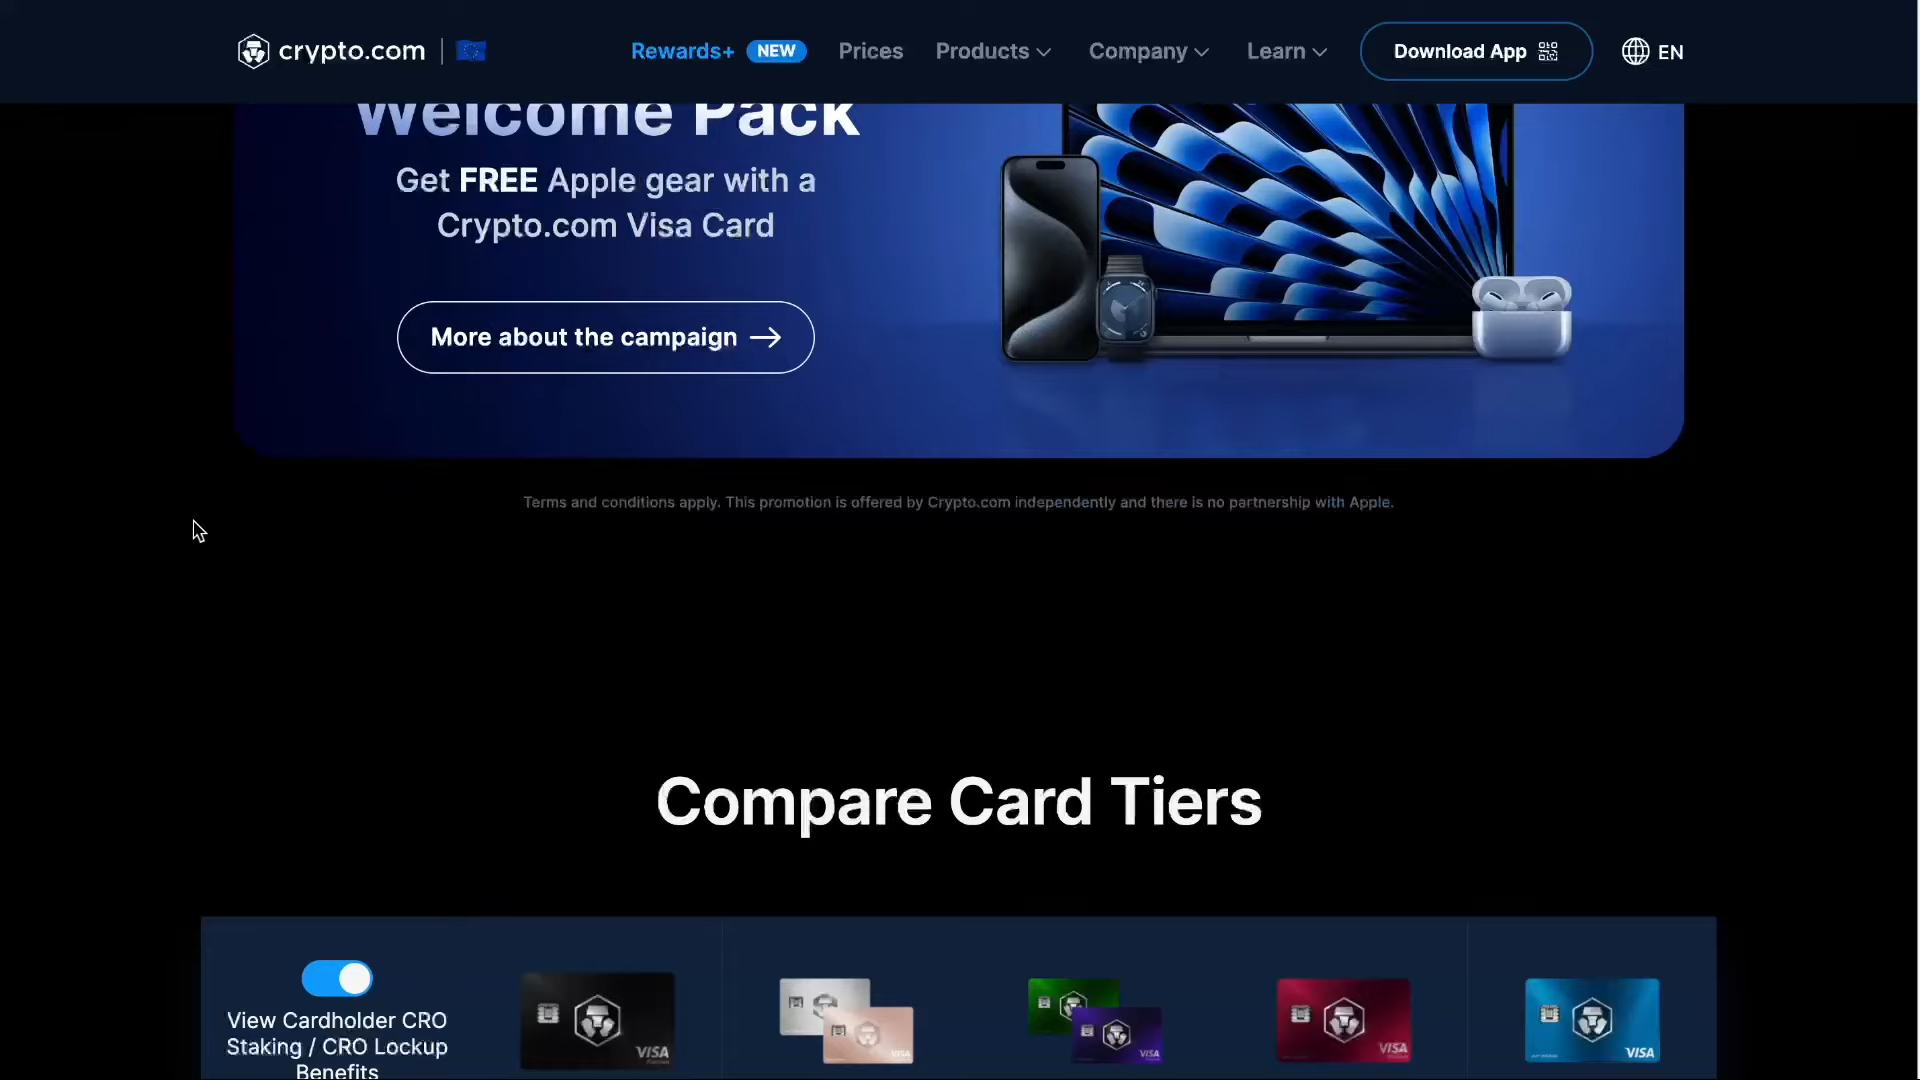 crypto.com
Rewards+ NEW Prices Products Company Learn Download App EN
Welcome Pack
Get FREE Apple gear with a
Crypto.com Visa Card
More about the campaign →
Terms and conditions apply. This promotion is offered by Crypto.com independently and there is no partnership with Apple.
Compare Card Tiers
View Cardholder CRO
Staking / CRO Lockup
Benefits
VISA
VISA
VISA
VISA
VISA